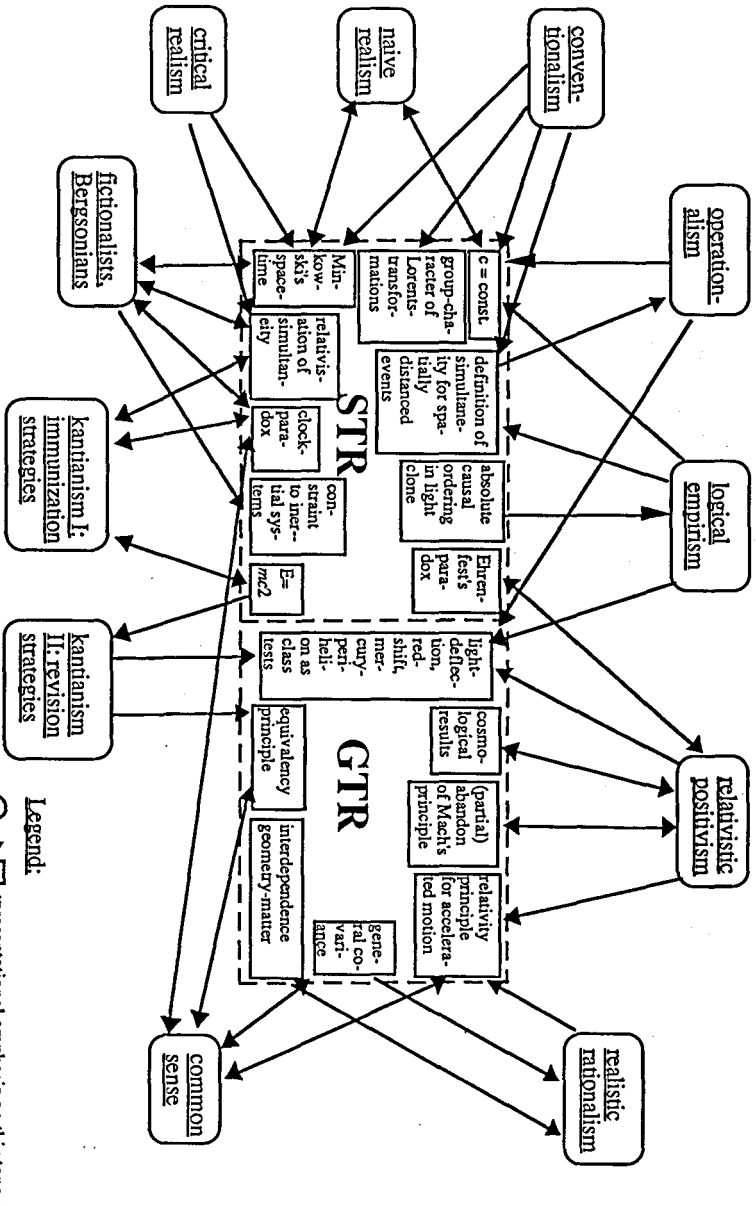 conven-
tionalism
operation-
alism
logical
empirism
relativistic
positivism
realistic
rationalism
naive
realism
critical
realism
fictionalists,
Bergsonians
kantianism I:
immunization
strategies
kantianism
II: revision
strategies
common
sense
STR
c = const.
group-cha-
racter of
Lorents-
transfor-
mations
Min-
kow-
ski's
space-
time
definition of
simultane-
ity for spa-
tially
distanced
events
relativis-
ation of
simultan-
eity
clock-
para-
dox
absolute
causal
ordering
in light
clone
con-
straint
to iner--
tial sys-
tems
Ehren-
fest's
para-
dox
E=
mc2
GTR
light-
deflec-
tion,
red-
shift,
mer-
cury-
peri-
heli-
on as
class
tests
cosmo-
logical
results
(partial)
abandon
of Mach's
principle
relativity
principle
for accelera-
ted motion
equivalency
principle
interdependence
geometry-matter
gene-
ral co-
vari-
ance
Legend: